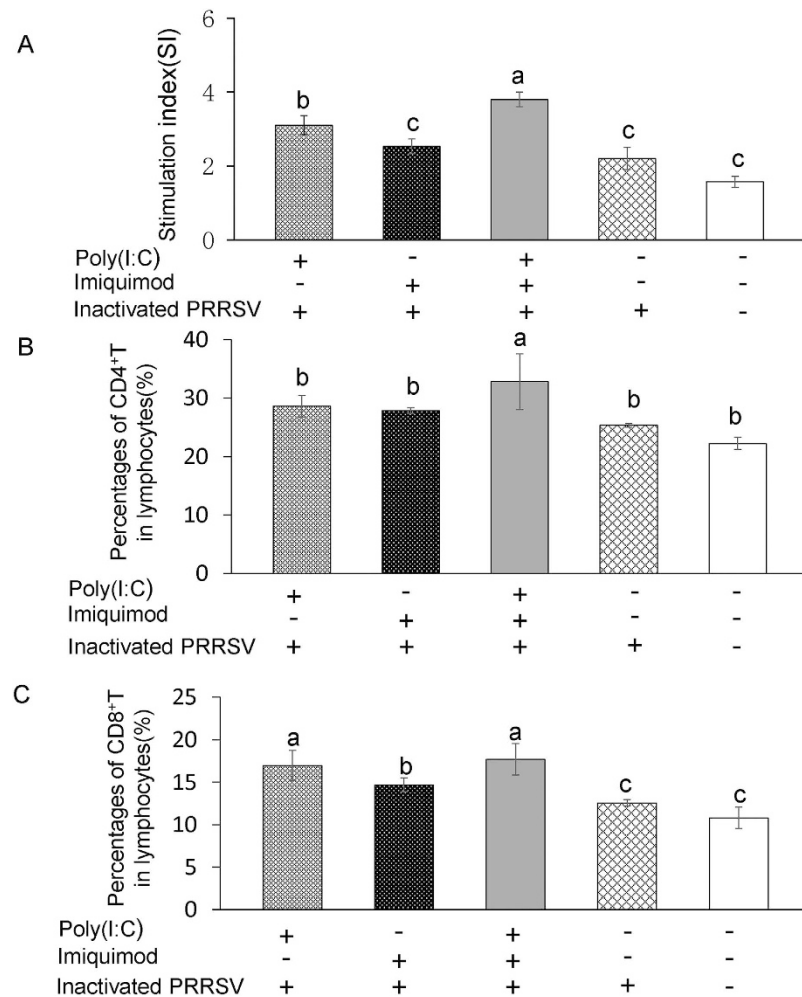 A
Stimulation index(SI)
6
4
2
0
b
c
a
c
c
Poly(I:C) + - + - -
Imiquimod - + + - -
Inactivated PRRSV + + + + -
B
Percentages of CD4⁺T
in lymphocytes(%)
40
30
20
10
0
b
b
a
b
b
Poly(I:C) + - + - -
Imiquimod - + + - -
Inactivated PRRSV + + + + -
C
Percentages of CD8⁺T
in lymphocytes(%)
25
20
15
10
5
0
a
b
a
c
c
Poly(I:C) + - + - -
Imiquimod - + + - -
Inactivated PRRSV + + + + -